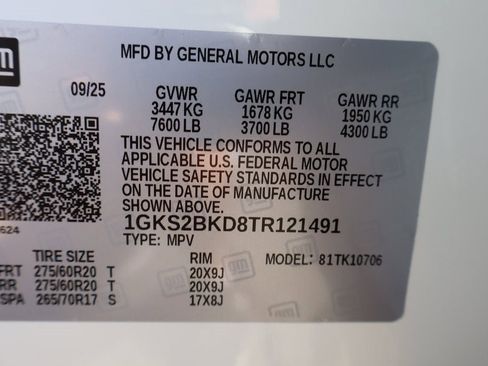 gm
MFD BY GENERAL MOTORS LLC
09/25
GVWR GAWR FRT GAWR RR
3447 KG 1678 KG 1950 KG
7600 LB 3700 LB 4300 LB
THIS VEHICLE CONFORMS TO ALL
APPLICABLE U.S. FEDERAL MOTOR
VEHICLE SAFETY STANDARDS IN EFFECT
ON THE DATE OF MANUFACTURE
SHOWN ABOVE.
1GKS2BKD8TR121491
TYPE: MPV
624
MODEL: 81TK10706
TIRE SIZE RIM
FRT 275/60R20 T 20X9J
RR 275/60R20 T 20X9J
SPA 265/70R17 S 17X8J